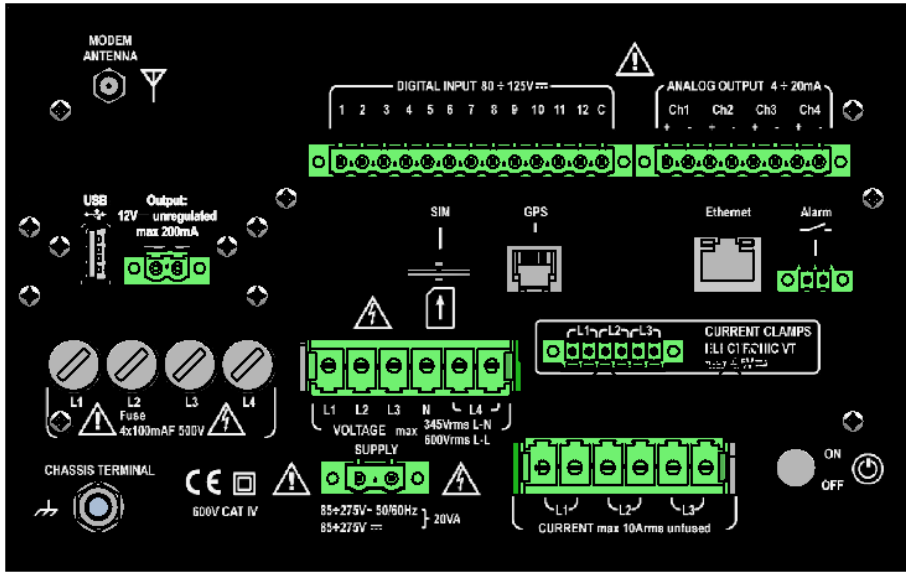 MODEM
ANTENNA
DIGITAL INPUT 80 ÷ 125V
1 2 3 4 5 6 7 8 9 10 11 12 C
ANALOG OUTPUT 4 ÷ 20mA
Ch1 Ch2 Ch3 Ch4
+ - + - + - + -
USB
Output:
12V unregulated
max 200mA
SIM
GPS
Ethernet
Alarm
L1 L2 L3
CURRENT CLAMPS
ELECTRONIC VT
max
L1 L2 L3 L4
Fuse
4x100mAF 500V
L1 L2 L3 N L4
VOLTAGE max 345Vrms L-N
600Vrms L-L
SUPPLY
85÷275V~ 50/60Hz
85÷275V
20VA
CHASSIS TERMINAL
CE
600V CAT IV
L1 L2 L3
CURRENT max 10Arms unfused
ON
OFF